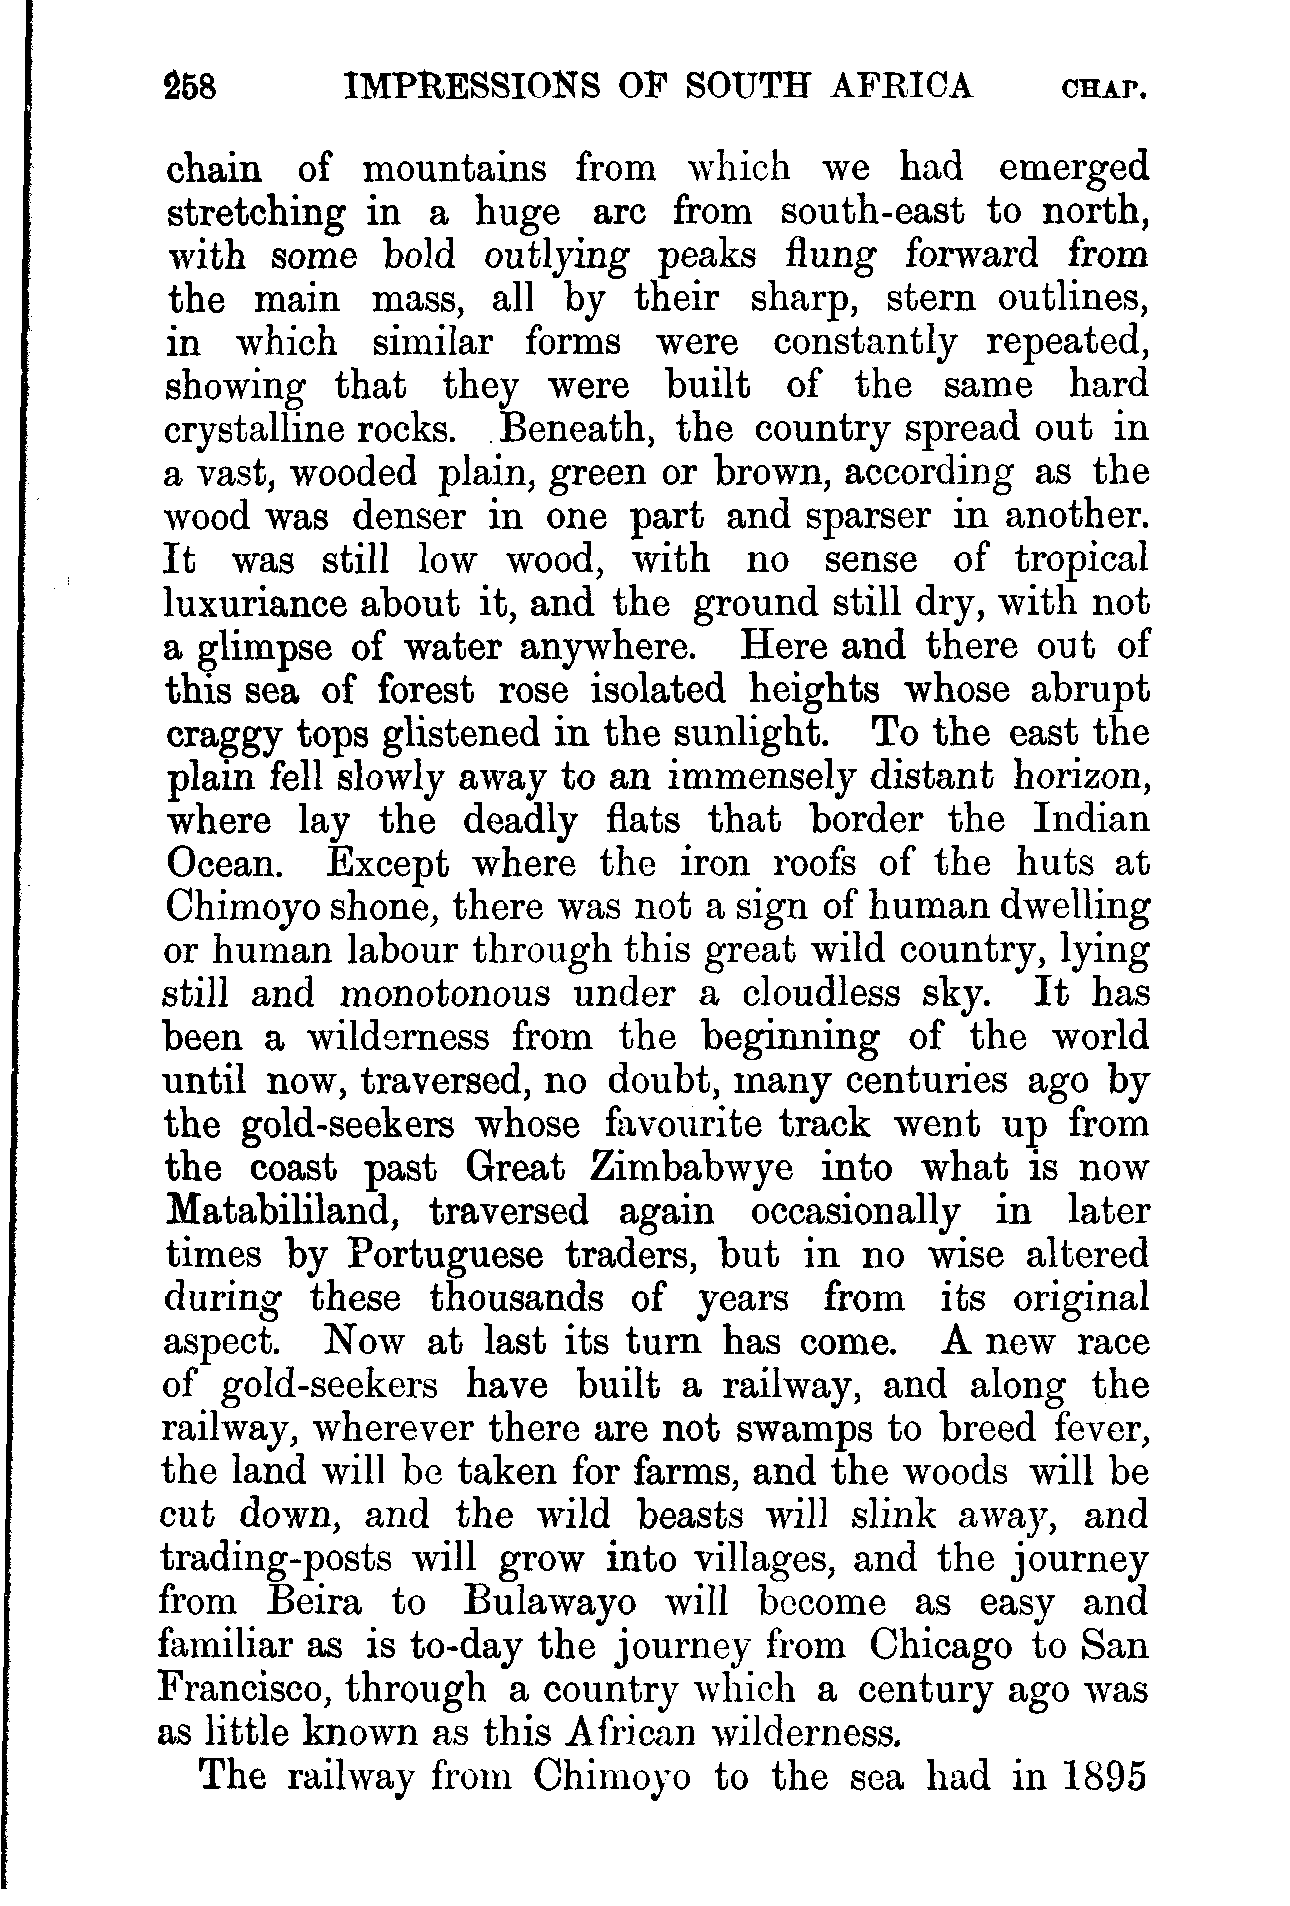 258 IMPRESSIONS OF SOUTH AFRICA CHAP.
chain of mountains from which we had emerged
stretching in a huge arc from south-east to north,
with some bold outlying peaks flung forward from
the main mass, all by their sharp, stern outlines,
in which similar forms were constantly repeated,
showing that they were built of the same hard
crystalline rocks. Beneath, the country spread out in
a vast, wooded plain, green or brown, according as the
wood was denser in one part and sparser in another.
It was still low wood, with no sense of tropical
luxuriance about it, and the ground still dry, with not
a glimpse of water anywhere. Here and there out of
this sea of forest rose isolated heights whose abrupt
craggy tops glistened in the sunlight. To the east the
plain fell slowly away to an immensely distant horizon,
where lay the deadly flats that border the Indian
Ocean. Except where the iron roofs of the huts at
Chimoyo shone, there was not a sign of human dwelling
or human labour through this great wild country, lying
still and monotonous under a cloudless sky. It has
been a wilderness from the beginning of the world
until now, traversed, no doubt, many centuries ago by
the gold-seekers whose favourite track went up from
the coast past Great Zimbabwye into what is now
Matabililand, traversed again occasionally in later
times by Portuguese traders, but in no wise altered
during these thousands of years from its original
aspect. Now at last its turn has come. A new race
of gold-seekers have built a railway, and along the
railway, wherever there are not swamps to breed fever,
the land will be taken for farms, and the woods will be
cut down, and the wild beasts will slink away, and
trading-posts will grow into villages, and the journey
from Beira to Bulawayo will become as easy and
familiar as is to-day the journey from Chicago to San
Francisco, through a country which a century ago was
as little known as this African wilderness.
The railway from Chimoyo to the sea had in 1895